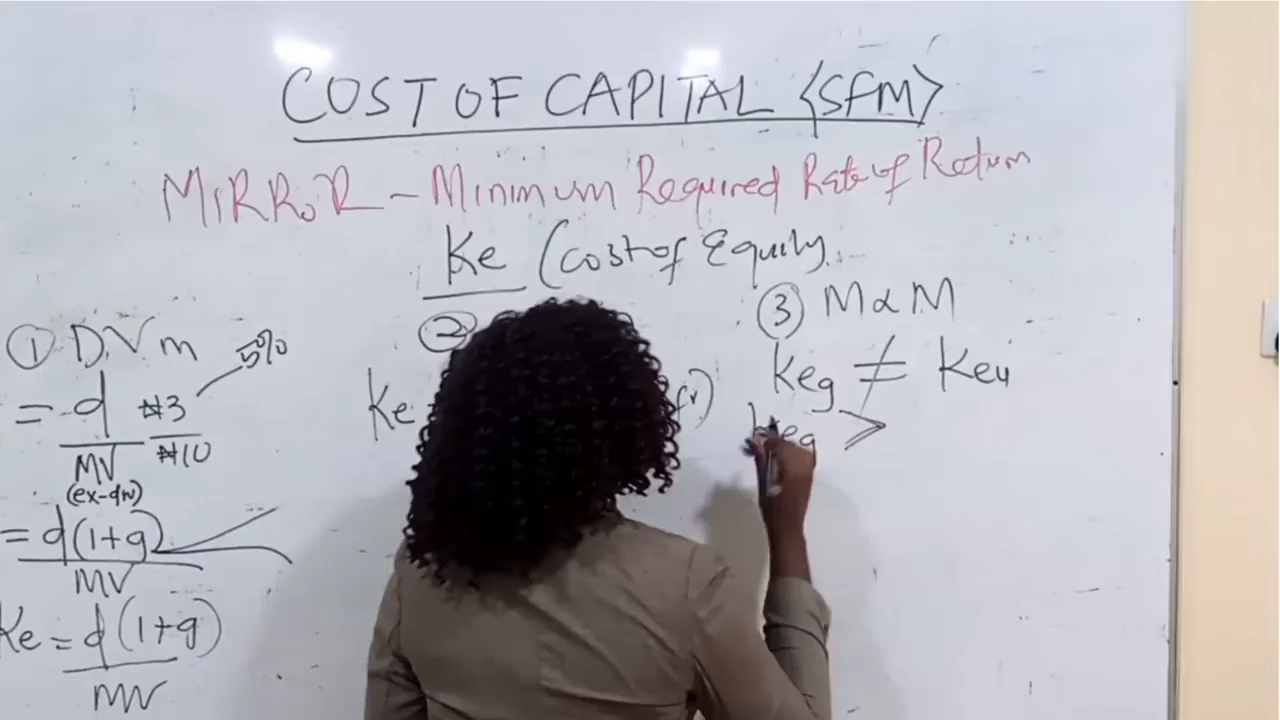 COST OF CAPITAL <SFM>
MIRROR - Minimum Required Rate of Return
Ke (Cost of Equity
① DVm
= d ₦3 5%
MV ₦10
(ex-div)
= d(1+g)
MV
Ke = d(1+g)
MV
②
Ke
③ M & M
Keg ≠ Keu
Keg >